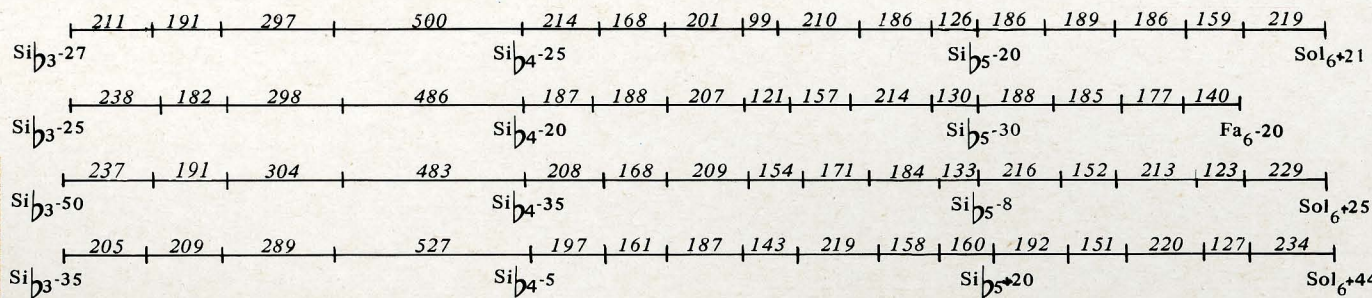 211 191 297 500 214 168 201 99 210 186 126 186 189 186 159 219
Si♭3-27 Si♭4-25 Si♭5-20 Sol6+21
238 182 298 486 187 188 207 121 157 214 130 188 185 177 140
Si♭3-25 Si♭4-20 Si♭5-30 Fa6-20
237 191 304 483 208 168 209 154 171 184 133 216 152 213 123 229
Si♭3-50 Si♭4-35 Si♭5-8 Sol6+25
205 209 289 527 197 161 187 143 219 158 160 192 151 220 127 234
Si♭3-35 Si♭4-5 Si♭5+20 Sol6+44